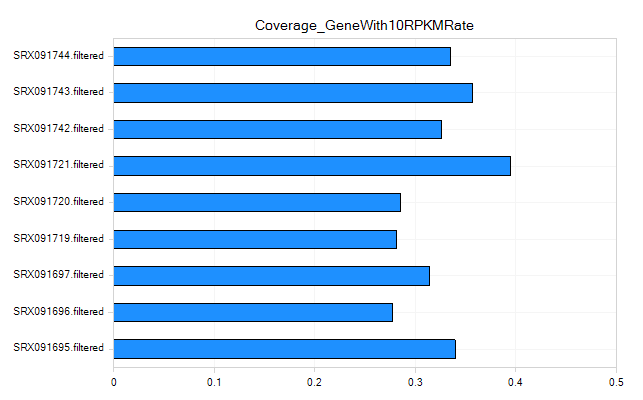 Coverage_GeneWith10RPKMRate
SRX091744.filtered
SRX091743.filtered
SRX091742.filtered
SRX091721.filtered
SRX091720.filtered
SRX091719.filtered
SRX091697.filtered
SRX091696.filtered
SRX091695.filtered
0 0.1 0.2 0.3 0.4 0.5